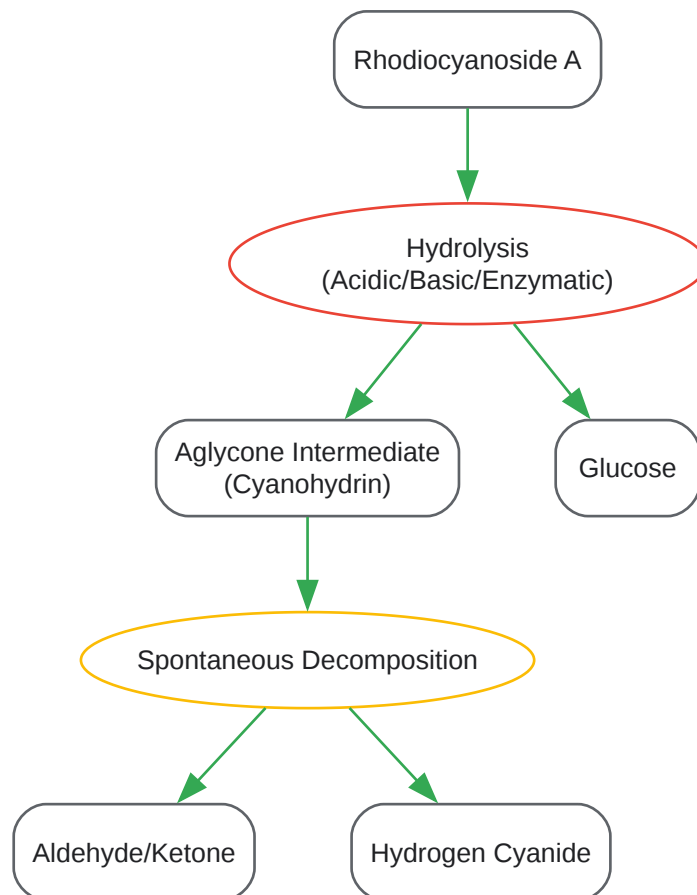 Rhodiocyanoside A
Hydrolysis
(Acidic/Basic/Enzymatic)
Aglycone Intermediate
(Cyanohydrin)
Glucose
Spontaneous Decomposition
Aldehyde/Ketone
Hydrogen Cyanide